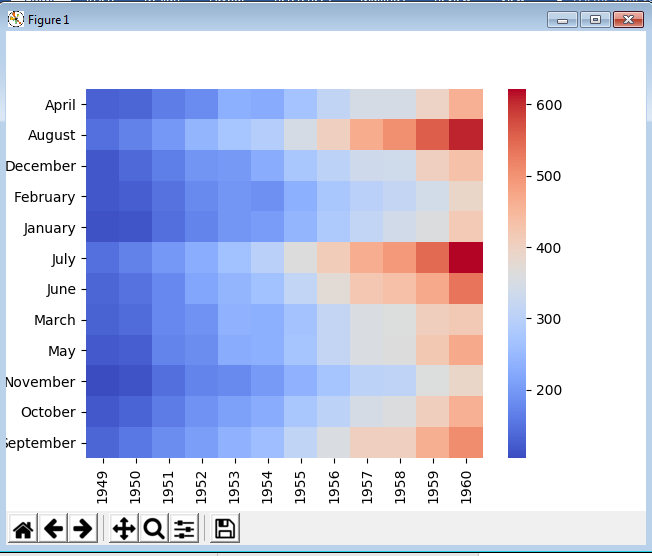 Figure 1
April
August
December
February
January
July
June
March
May
November
October
September
1949 1950 1951 1952 1953 1954 1955 1956 1957 1958 1959 1960
600
500
400
300
200